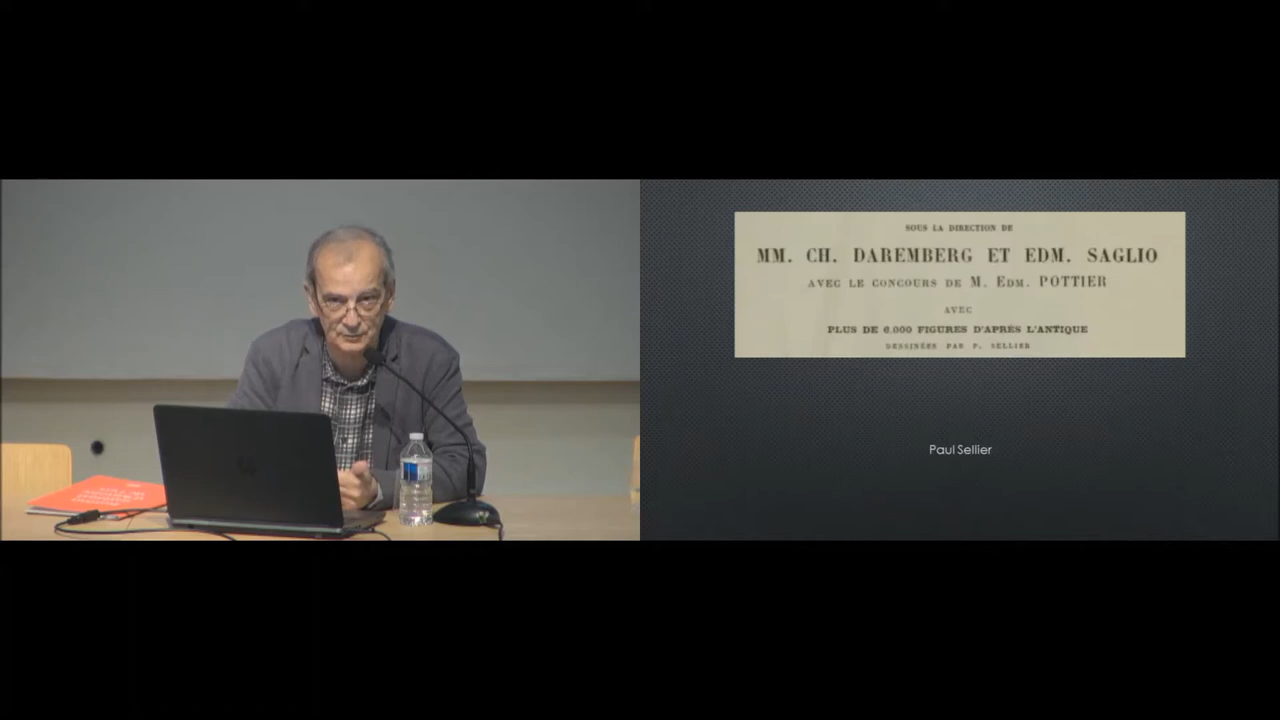 SOUS LA DIRECTION DE
MM. CH. DAREMBERG ET EDM. SAGLIO
AVEC LE CONCOURS DE M. EDM. POTTIER
AVEC
PLUS DE 6.000 FIGURES D'APRÈS L'ANTIQUE
DESSINÉES PAR P. SELLIER
Paul Sellier